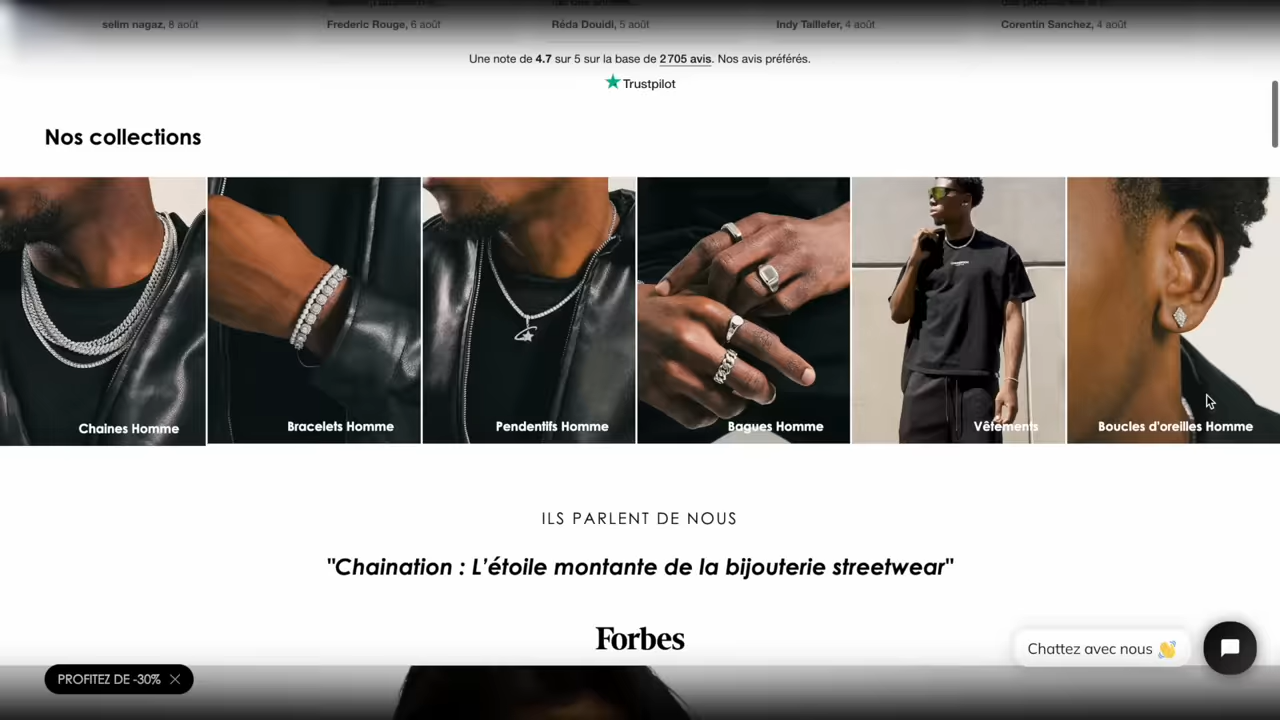 selim nagaz, 8 août
Frederic Rouge, 6 août
Réda Douidi, 5 août
Indy Taillefer, 4 août
Corentin Sanchez, 4 août
Une note de 4.7 sur 5 sur la base de 2 705 avis. Nos avis préférés.
Trustpilot
Nos collections
Chaines Homme
Bracelets Homme
Pendentifs Homme
Bagues Homme
Vêtements
Boucles d'oreilles Homme
ILS PARLENT DE NOUS
"Chaination : L’étoile montante de la bijouterie streetwear"
Forbes
Chattez avec nous 👋
PROFITEZ DE -30%